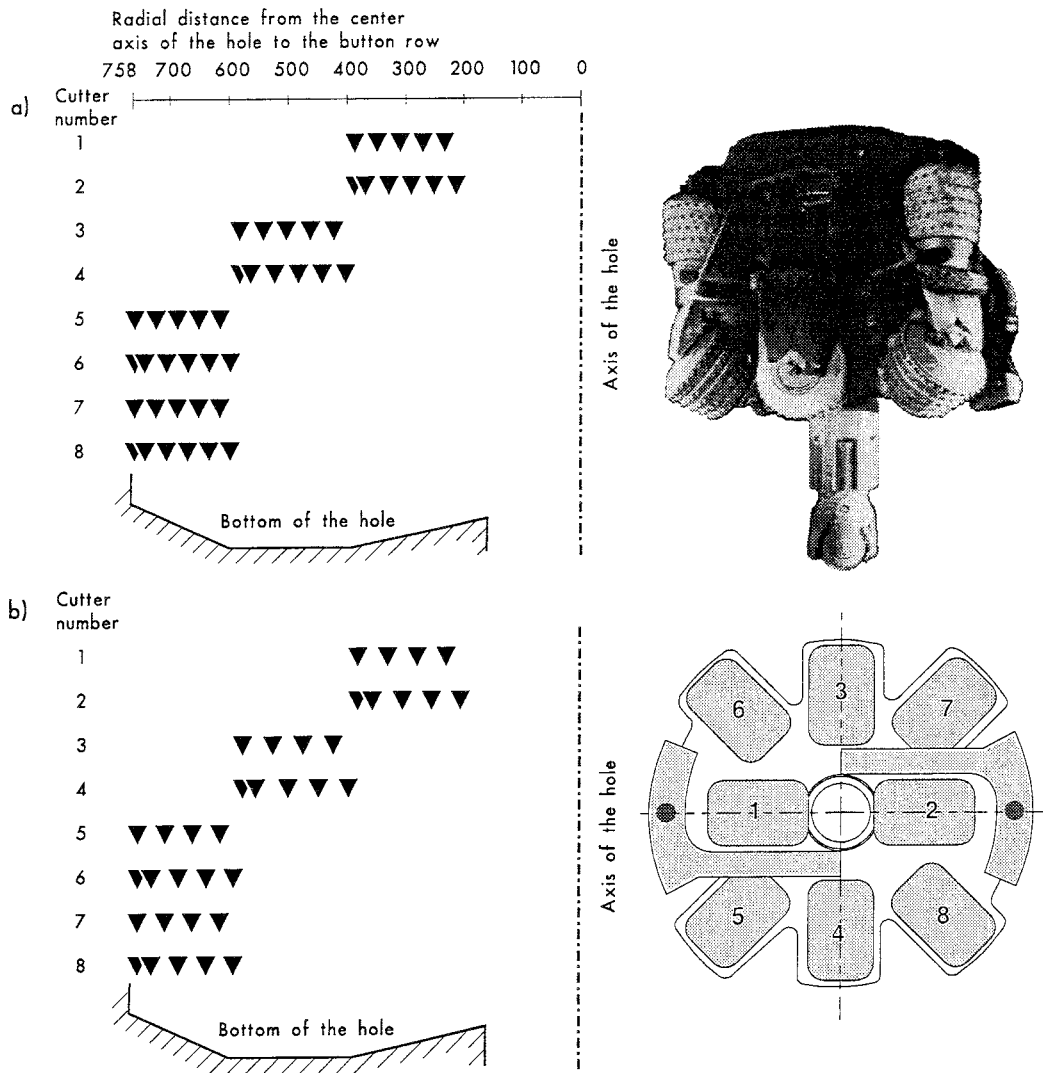 Radial distance from the center
axis of the hole to the button row
758 700 600 500 400 300 200 100 0
a)
Cutter
number
1
2
3
4
5
6
7
8
Bottom of the hole
Axis of the hole
b)
Cutter
number
1
2
3
4
5
6
7
8
Bottom of the hole
Axis of the hole
6 3 7
1 2
5 4 8